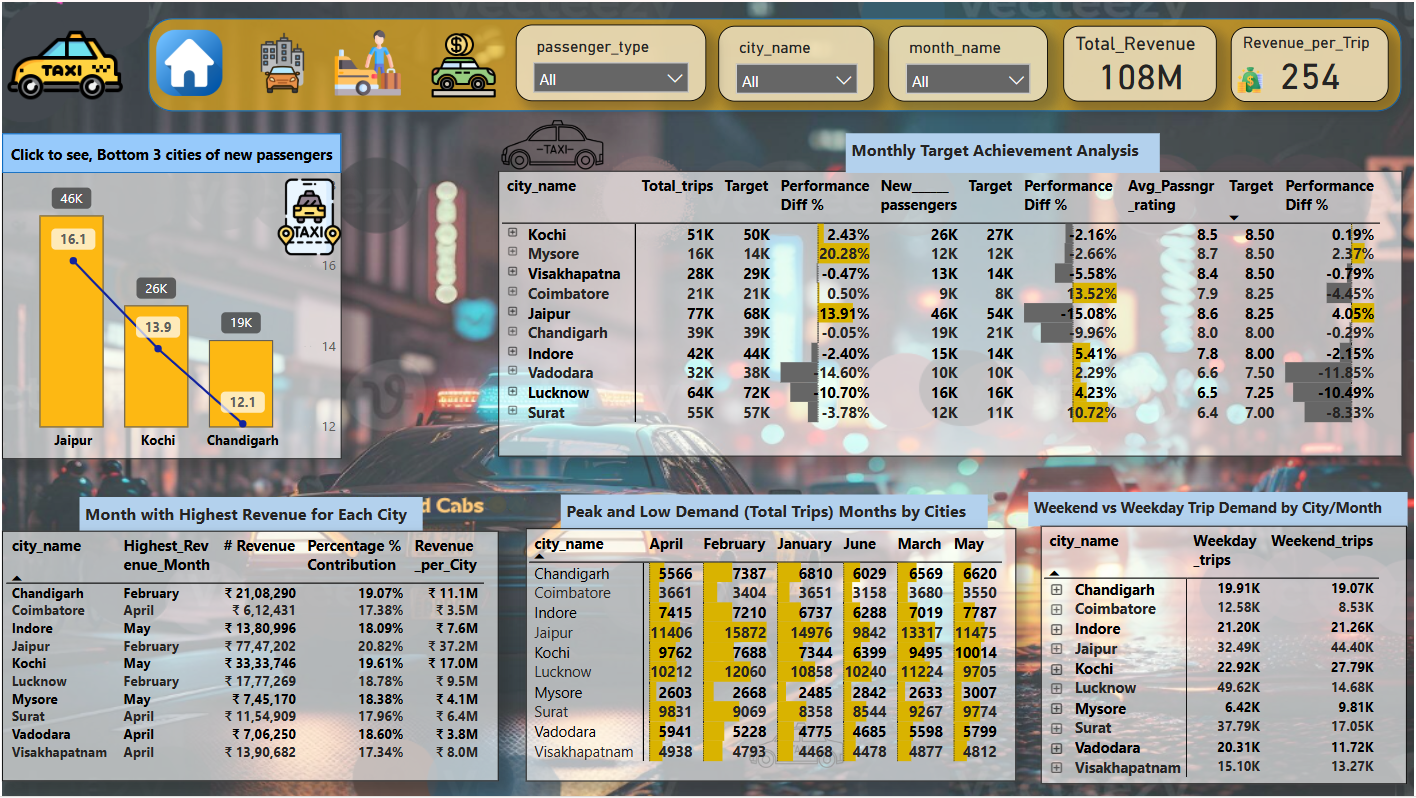 TAXI
passenger_type
All
city_name
All
month_name
All
Total_Revenue
108M
Revenue_per_Trip
254
Click to see, Bottom 3 cities of new passengers
46K
16.1
26K
13.9
19K
12.1
TAXI
16
14
12
Jaipur Kochi Chandigarh
-TAXI-
Monthly Target Achievement Analysis
city_name Total_trips Target Performance Diff % New_____passengers Target Performance Diff % Avg_Passngr_rating Target Performance Diff %
Kochi 51K 50K 2.43% 26K 27K -2.16% 8.5 8.50 0.19%
Mysore 16K 14K 20.28% 12K 12K -2.66% 8.7 8.50 2.37%
Visakhapatna 28K 29K -0.47% 13K 14K -5.58% 8.4 8.50 -0.79%
Coimbatore 21K 21K 0.50% 9K 8K 13.52% 7.9 8.25 -4.45%
Jaipur 77K 68K 13.91% 46K 54K -15.08% 8.6 8.25 4.05%
Chandigarh 39K 39K -0.05% 19K 21K -9.96% 8.0 8.00 -0.29%
Indore 42K 44K -2.40% 15K 14K 5.41% 7.8 8.00 -2.15%
Vadodara 32K 38K -14.60% 10K 10K 2.29% 6.6 7.50 -11.85%
Lucknow 64K 72K -10.70% 16K 16K 4.23% 6.5 7.25 -10.49%
Surat 55K 57K -3.78% 12K 11K 10.72% 6.4 7.00 -8.33%
d Cabs
Month with Highest Revenue for Each City
city_name Highest_Revenue_Month # Revenue Percentage % Contribution Revenue_per_City
Chandigarh February ₹ 21,08,290 19.07% ₹ 11.1M
Coimbatore April ₹ 6,12,431 17.38% ₹ 3.5M
Indore May ₹ 13,80,996 18.09% ₹ 7.6M
Jaipur February ₹ 77,47,202 20.82% ₹ 37.2M
Kochi May ₹ 33,33,746 19.61% ₹ 17.0M
Lucknow February ₹ 17,77,269 18.78% ₹ 9.5M
Mysore May ₹ 7,45,170 18.38% ₹ 4.1M
Surat April ₹ 11,54,909 17.96% ₹ 6.4M
Vadodara April ₹ 7,06,250 18.60% ₹ 3.8M
Visakhapatnam April ₹ 13,90,682 17.34% ₹ 8.0M
Peak and Low Demand (Total Trips) Months by Cities
city_name April February January June March May
Chandigarh 5566 7387 6810 6029 6569 6620
Coimbatore 3661 3404 3651 3158 3680 3550
Indore 7415 7210 6737 6288 7019 7787
Jaipur 11406 15872 14976 9842 13317 11475
Kochi 9762 7688 7344 6399 9495 10014
Lucknow 10212 12060 10858 10240 11224 9705
Mysore 2603 2668 2485 2842 2633 3007
Surat 9831 9069 8358 8544 9267 9774
Vadodara 5941 5228 4775 4685 5598 5799
Visakhapatnam 4938 4793 4468 4478 4877 4812
Weekend vs Weekday Trip Demand by City/Month
city_name Weekday_trips Weekend_trips
Chandigarh 19.91K 19.07K
Coimbatore 12.58K 8.53K
Indore 21.20K 21.26K
Jaipur 32.49K 44.40K
Kochi 22.92K 27.79K
Lucknow 49.62K 14.68K
Mysore 6.42K 9.81K
Surat 37.79K 17.05K
Vadodara 20.31K 11.72K
Visakhapatnam 15.10K 13.27K